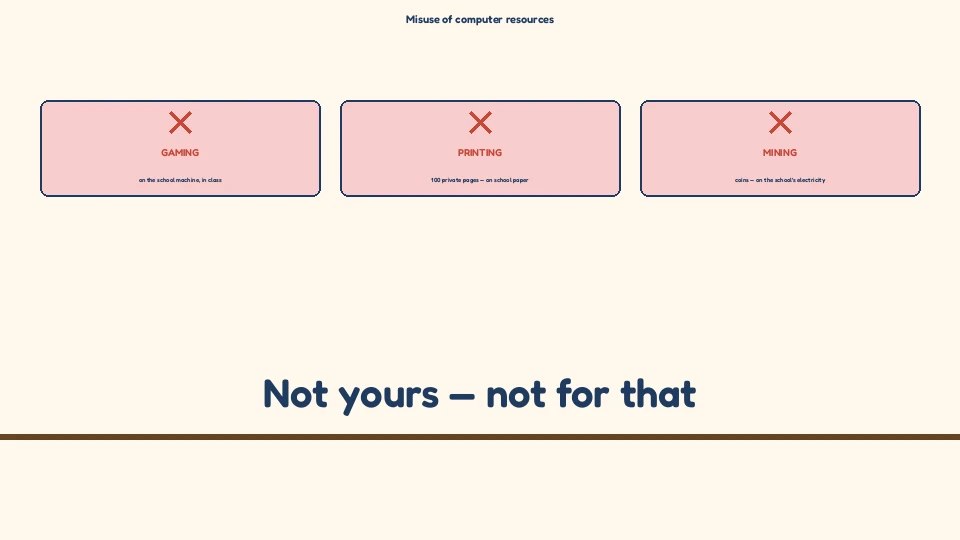 Misuse of computer resources
GAMING
on the school machine, in class
PRINTING
100 private pages — on school paper
MINING
coins — on the school's electricity
Not yours — not for that